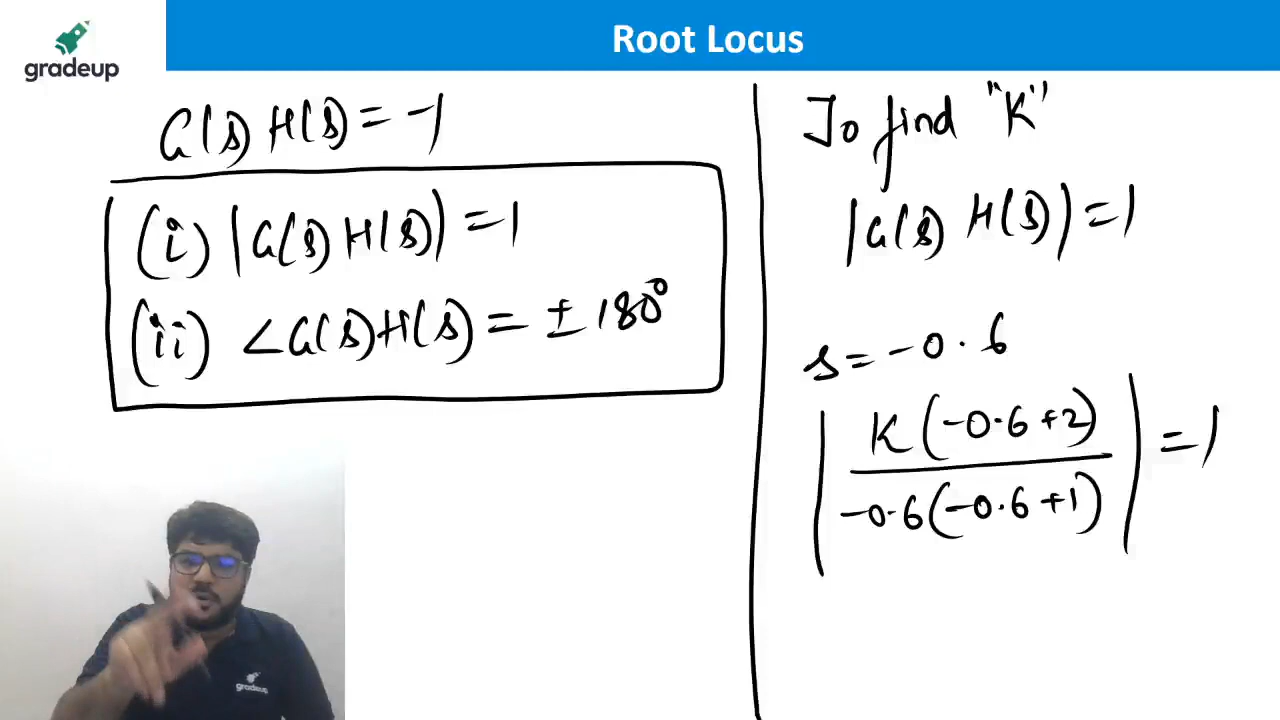 gradeup
Root Locus
G(s) H(s) = -1
(i) |G(s) H(s)| = 1
(ii) ∠G(s)H(s) = ± 180°
To find "K"
|G(s) H(s)| = 1
s = -0.6
| K(-0.6+2) / -0.6(-0.6+1) | = 1
gradeup